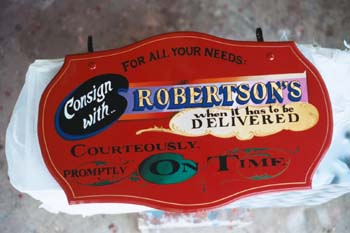 FOR ALL YOUR NEEDS:
Consign with..
ROBERTSON'S
when it has to be
DELIVERED
COURTEOUSLY.
PROMPTLY ON TIME